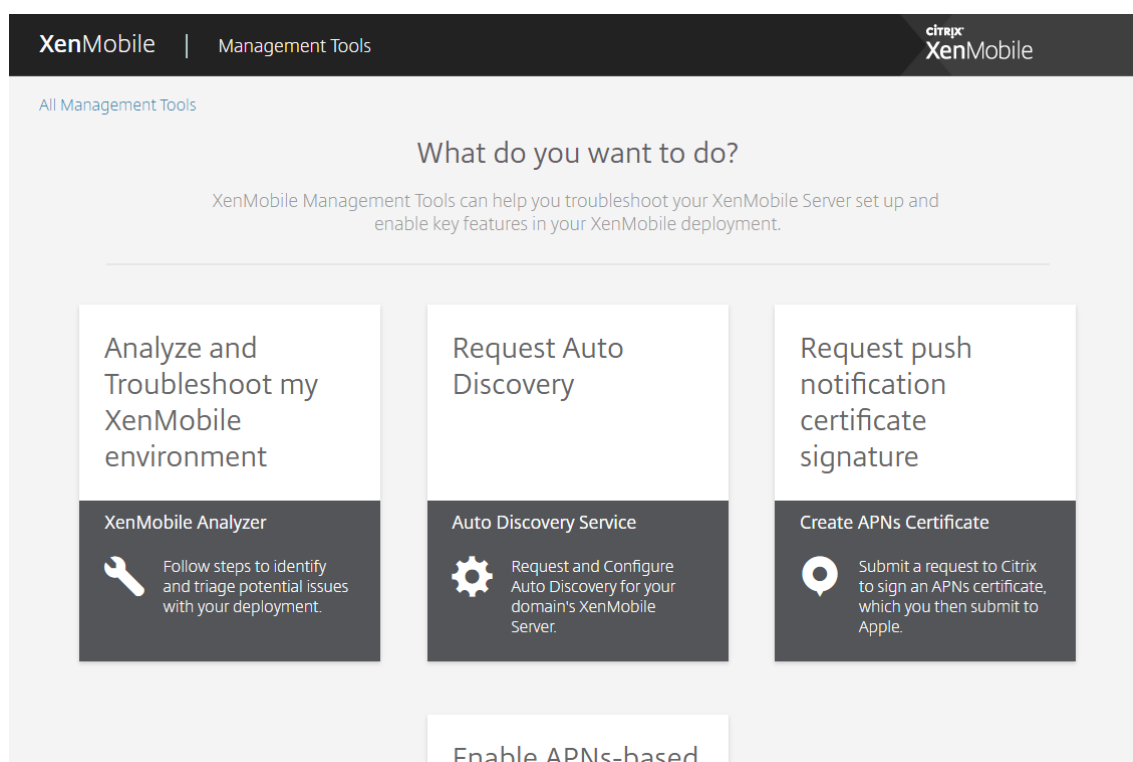 XenMobile | Management Tools
citrix
XenMobile
All Management Tools
What do you want to do?
XenMobile Management Tools can help you troubleshoot your XenMobile Server set up and
enable key features in your XenMobile deployment.
Analyze and
Troubleshoot my
XenMobile
environment
XenMobile Analyzer
Follow steps to identify
and triage potential issues
with your deployment.
Request Auto
Discovery
Auto Discovery Service
Request and Configure
Auto Discovery for your
domain's XenMobile
Server.
Request push
notification
certificate
signature
Create APNs Certificate
Submit a request to Citrix
to sign an APNs certificate,
which you then submit to
Apple.
Enable APNs-based